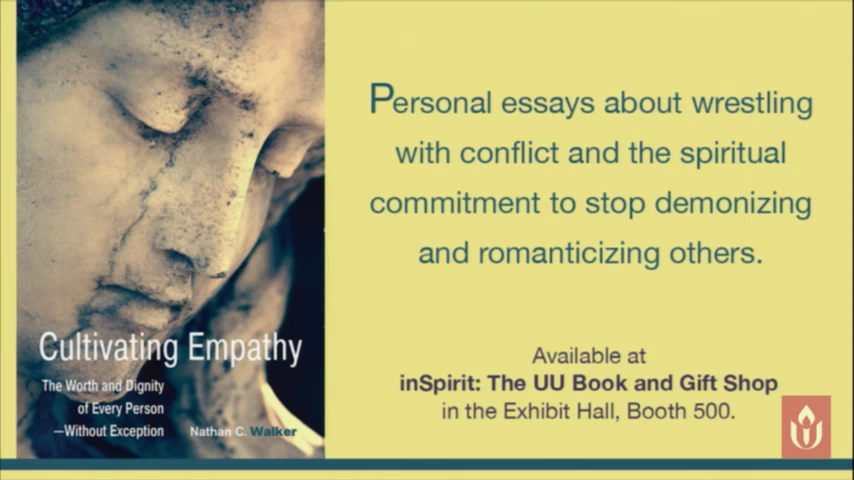 Cultivating Empathy
The Worth and Dignity
of Every Person
—Without Exception
Nathan C. Walker
Personal essays about wrestling
with conflict and the spiritual
commitment to stop demonizing
and romanticizing others.
Available at
inSpirit: The UU Book and Gift Shop
in the Exhibit Hall, Booth 500.